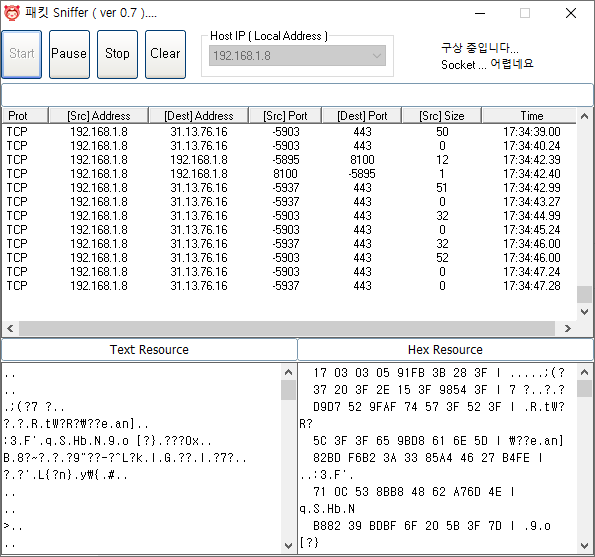 패킷 Sniffer ( ver 0.7 )....
Start Pause Stop Clear
Host IP ( Local Address )
192.168.1.8
구상 중입니다...
Socket ... 어렵네요
Prot [Src] Address [Dest] Address [Src] Port [Dest] Port [Src] Size Time
TCP 192.168.1.8 31.13.76.16 -5903 443 50 17:34:39.00
TCP 192.168.1.8 31.13.76.16 -5903 443 0 17:34:40.24
TCP 192.168.1.8 192.168.1.8 -5895 8100 12 17:34:42.39
TCP 192.168.1.8 192.168.1.8 8100 -5895 1 17:34:42.40
TCP 192.168.1.8 31.13.76.16 -5937 443 51 17:34:42.99
TCP 192.168.1.8 31.13.76.16 -5937 443 0 17:34:43.27
TCP 192.168.1.8 31.13.76.16 -5903 443 32 17:34:44.99
TCP 192.168.1.8 31.13.76.16 -5903 443 0 17:34:45.24
TCP 192.168.1.8 31.13.76.16 -5937 443 32 17:34:46.00
TCP 192.168.1.8 31.13.76.16 -5903 443 52 17:34:46.00
TCP 192.168.1.8 31.13.76.16 -5903 443 0 17:34:47.24
TCP 192.168.1.8 31.13.76.16 -5937 443 0 17:34:47.28
Text Resource
..
..
.;(?7 ?..
?.?.R.tW?R?₩??e.an]..
:3.F'.q.S.Hb.N.9.o [?}.???Ox..
B.8?~?.?.?9"??-?^L?k.I.G.??.I.?7?..
?.?'.L{?n}.y₩{.#..
..
..
>..
..
Hex Resource
17 03 03 05 91FB 3B 28 3F | .....;(?
37 20 3F 2E 15 3F 9854 3F | 7 ?..?.?
D9D7 52 9FAF 74 57 3F 52 3F | .R.tW?
R?
5C 3F 3F 65 9BD8 61 6E 5D | ₩??e.an]
82BD F6B2 3A 33 85A4 46 27 B4FE |
..:3.F'.
71 0C 53 8BB8 48 62 A76D 4E |
q.S.Hb.N
B882 39 BDBF 6F 20 5B 3F 7D | .9.o
[?}